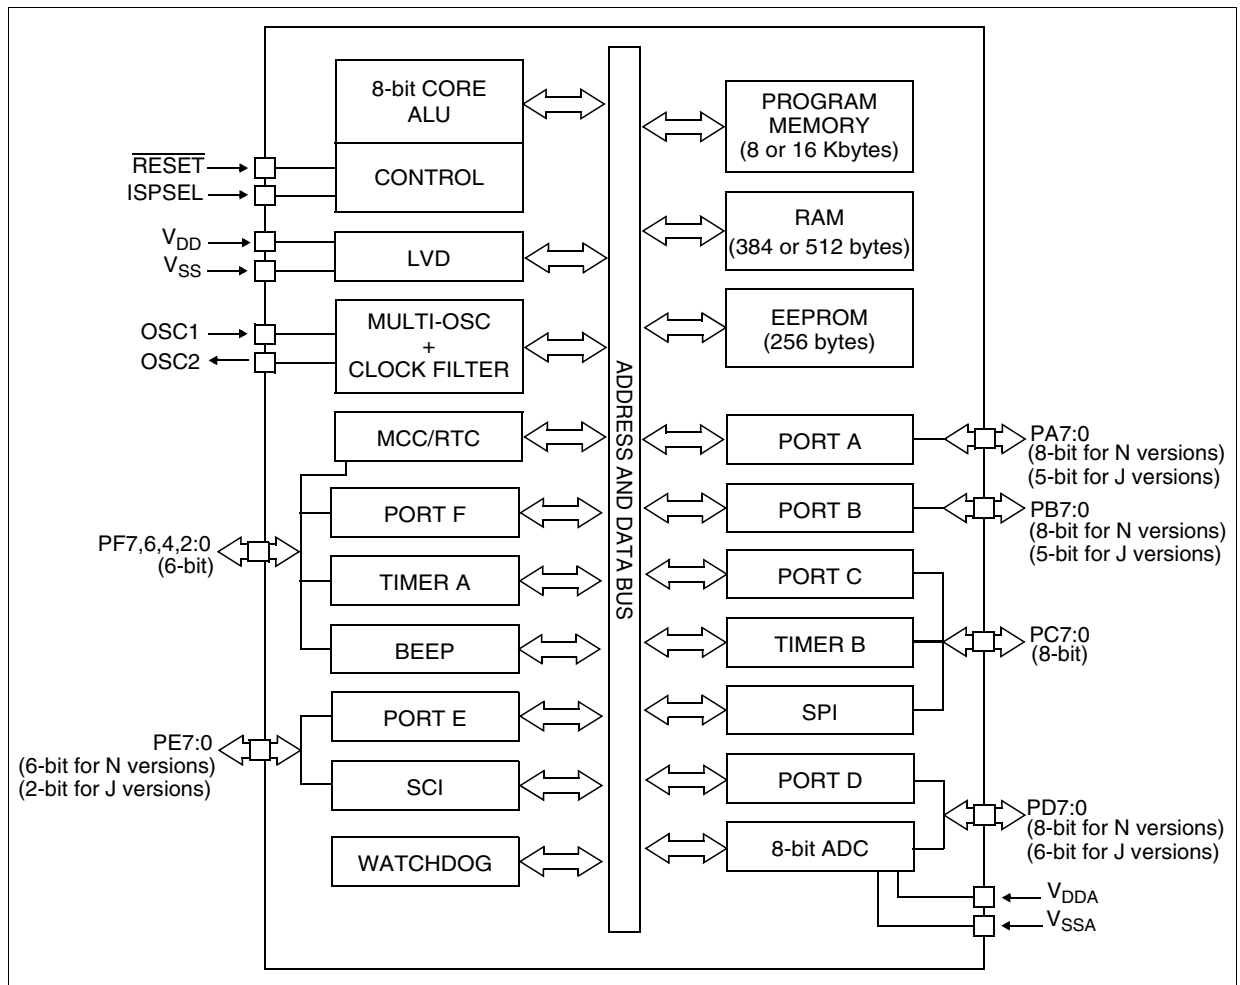 8-bit CORE
ALU
CONTROL
RESET
ISPSEL
VDD
VSS
LVD
OSC1
OSC2
MULTI-OSC
+
CLOCK FILTER
MCC/RTC
PORT F
PF7,6,4,2:0
(6-bit)
TIMER A
BEEP
PORT E
PE7:0
(6-bit for N versions)
(2-bit for J versions)
SCI
WATCHDOG
ADDRESS AND DATA BUS
PROGRAM
MEMORY
(8 or 16 Kbytes)
RAM
(384 or 512 bytes)
EEPROM
(256 bytes)
PORT A
PA7:0
(8-bit for N versions)
(5-bit for J versions)
PORT B
PB7:0
(8-bit for N versions)
(5-bit for J versions)
PORT C
TIMER B
PC7:0
(8-bit)
SPI
PORT D
PD7:0
(8-bit for N versions)
(6-bit for J versions)
8-bit ADC
VDDA
VSSA